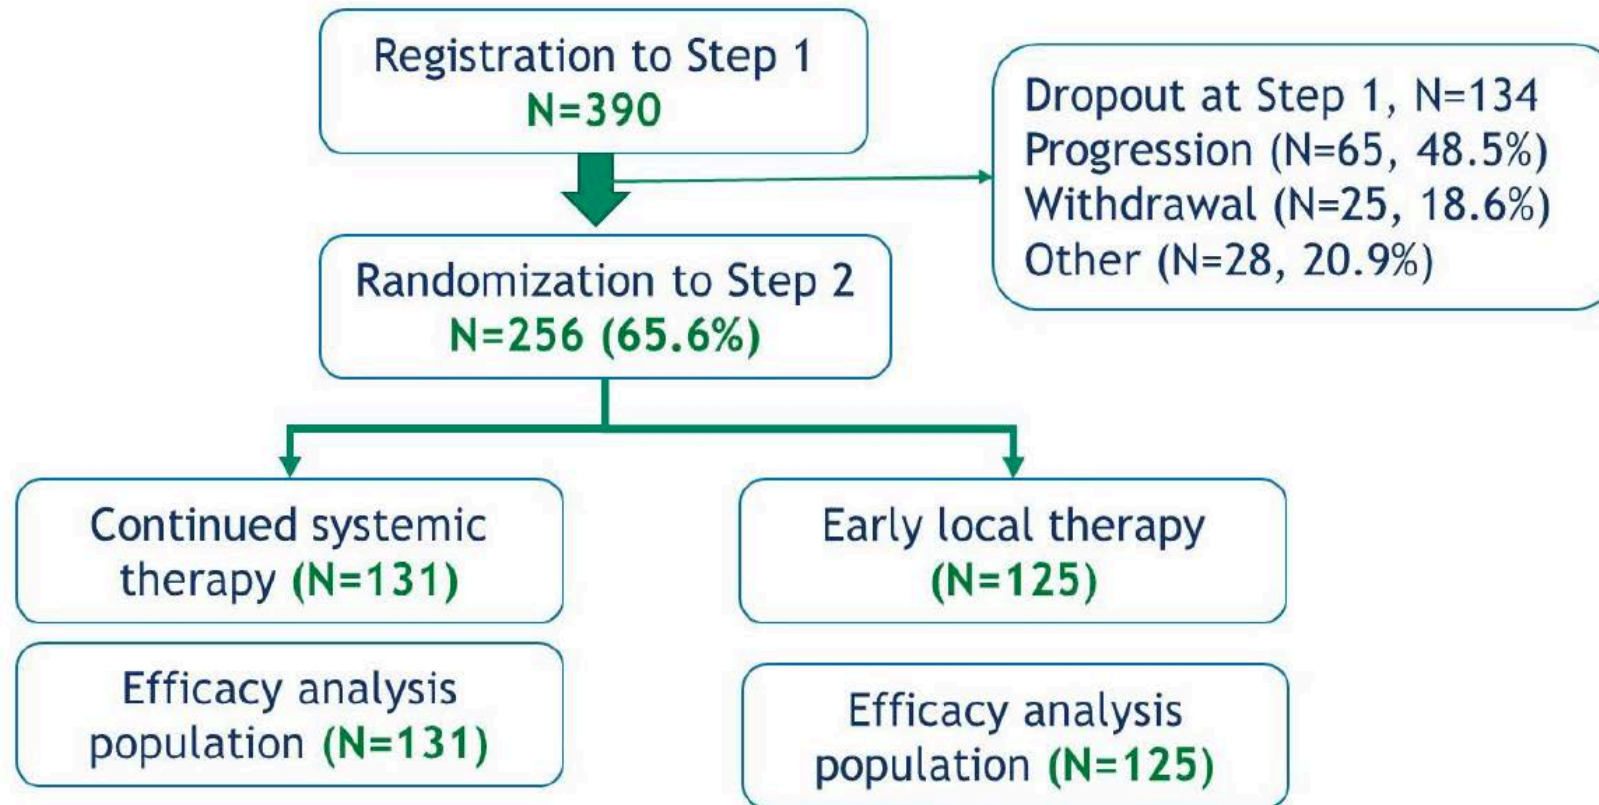 Registration to Step 1
N=390
Dropout at Step 1, N=134
Progression (N=65, 48.5%)
Withdrawal (N=25, 18.6%)
Other (N=28, 20.9%)
Randomization to Step 2
N=256 (65.6%)
Continued systemic
therapy (N=131)
Early local therapy
(N=125)
Efficacy analysis
population (N=131)
Efficacy analysis
population (N=125)